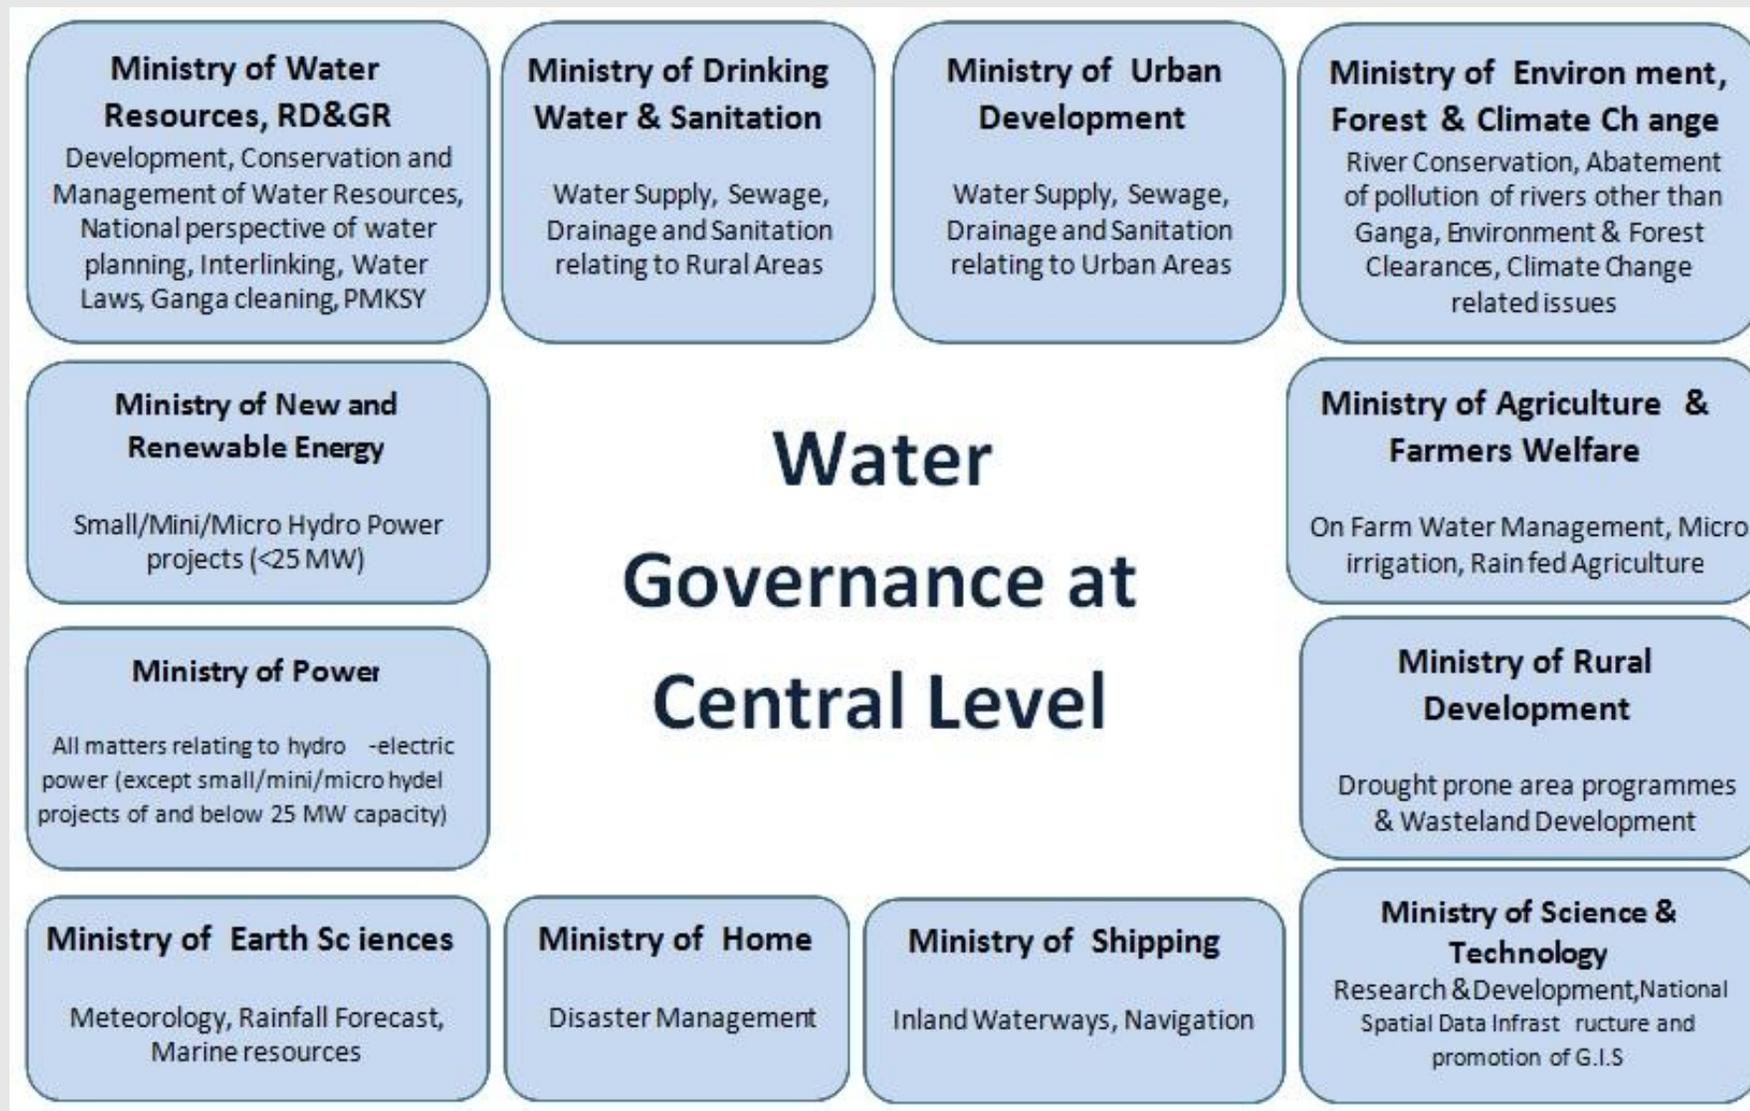 Ministry of Water
Resources, RD&GR
Development, Conservation and
Management of Water Resources,
National perspective of water
planning, Interlinking, Water
Laws, Ganga cleaning, PMKSY
Ministry of Drinking
Water & Sanitation
Water Supply, Sewage,
Drainage and Sanitation
relating to Rural Areas
Ministry of Urban
Development
Water Supply, Sewage,
Drainage and Sanitation
relating to Urban Areas
Ministry of Environ ment,
Forest & Climate Ch ange
River Conservation, Abatement
of pollution of rivers other than
Ganga, Environment & Forest
Clearances, Climate Change
related issues
Ministry of New and
Renewable Energy
Small/Mini/Micro Hydro Power
projects (<25 MW)
Water
Governance at
Central Level
Ministry of Agriculture &
Farmers Welfare
On Farm Water Management, Micro
irrigation, Rain fed Agriculture
Ministry of Power
All matters relating to hydro -electric
power (except small/mini/micro hydel
projects of and below 25 MW capacity)
Ministry of Rural
Development
Drought prone area programmes
& Wasteland Development
Ministry of Earth Sc iences
Meteorology, Rainfall Forecast,
Marine resources
Ministry of Home
Disaster Management
Ministry of Shipping
Inland Waterways, Navigation
Ministry of Science &
Technology
Research & Development, National
Spatial Data Infrast ructure and
promotion of G.I.S